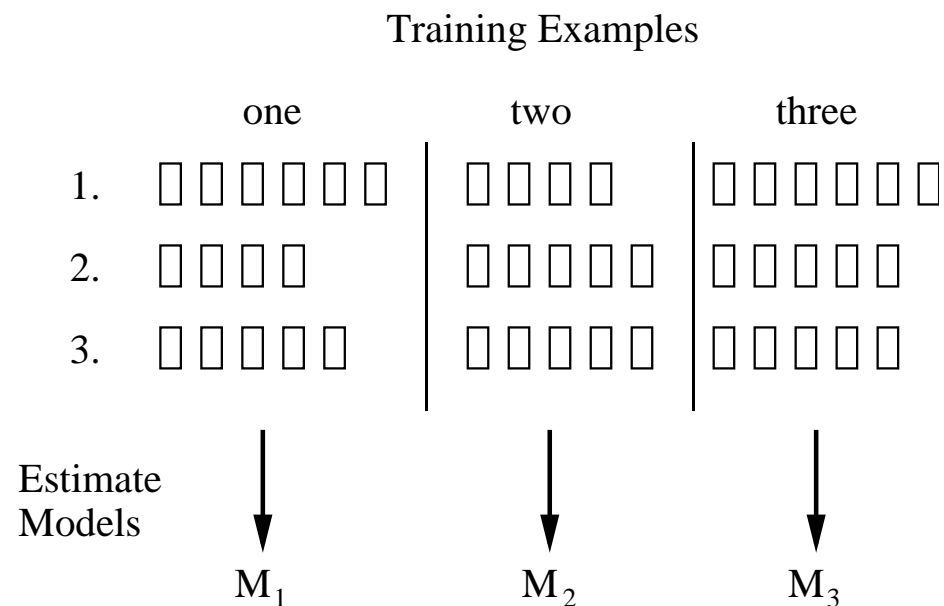 Training Examples
one two three
1.
2.
3.
Estimate
Models
M₁ M₂ M₃